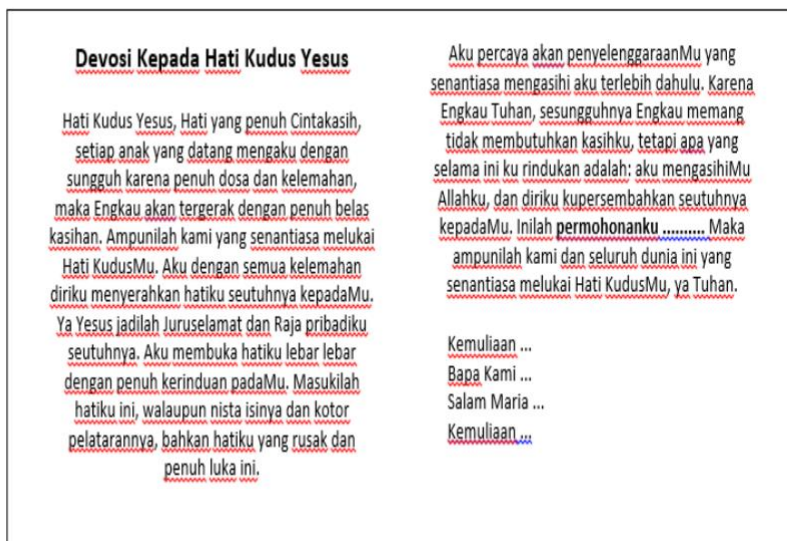 Devosi Kepada Hati Kudus Yesus
Hati Kudus Yesus, Hati yang penuh Cintakasih,
setiap anak yang datang mengaku dengan
sungguh karena penuh dosa dan kelemahan,
maka Engkau akan tergerak dengan penuh belas
kasihan. Ampunilah kami yang senantiasa melukai
Hati KudusMu. Aku dengan semua kelemahan
diriku menyerahkan hatiku seutuhnya kepadaMu.
Ya Yesus jadilah Juruselamat dan Raja pribadiku
seutuhnya. Aku membuka hatiku lebar lebar
dengan penuh kerinduan padaMu. Masukilah
hatiku ini, walaupun nista isinya dan kotor
pelatarannya, bahkan hatiku yang rusak dan
penuh luka ini.
Aku percaya akan penyelenggaraanMu yang
senantiasa mengasihi aku terlebih dahulu. Karena
Engkau Tuhan, sesungguhnya Engkau memang
tidak membutuhkan kasihku, tetapi apa yang
selama ini ku rindukan adalah: aku mengasihiMu
Allahku, dan diriku kupersembahkan seutuhnya
kepadaMu. Inilah permohonanku .......... Maka
ampunilah kami dan seluruh dunia ini yang
senantiasa melukai Hati KudusMu, ya Tuhan.
Kemuliaan ...
Bapa Kami ...
Salam Maria ...
Kemuliaan ...